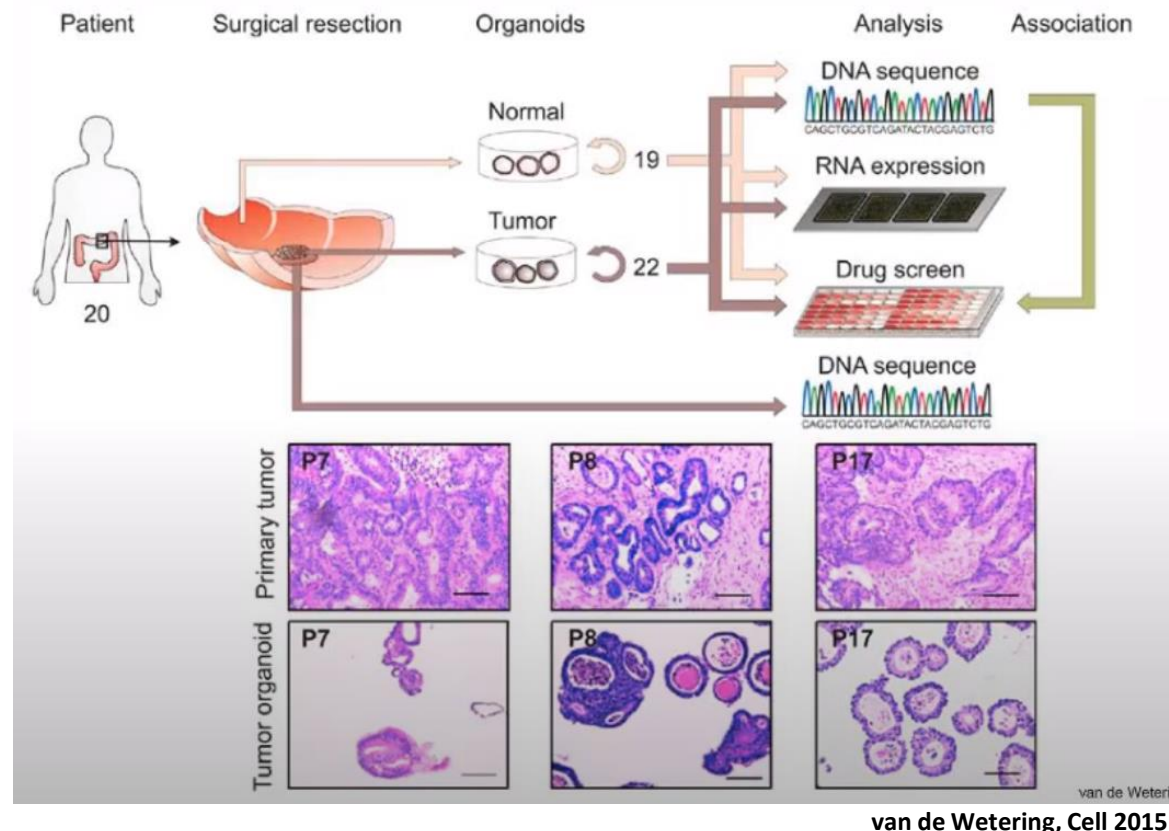 Patient Surgical resection Organoids Analysis Association
DNA sequence
CAGCTGCGTCAGATACTACGAGTCTG
Normal
19
RNA expression
Tumor
22
Drug screen
20
DNA sequence
CAGCTGCGTCAGATACTACGAGTCTG
Primary tumor
P7 P8 P17
Tumor organoid
P7 P8 P17
van de Weteri
van de Wetering, Cell 2015